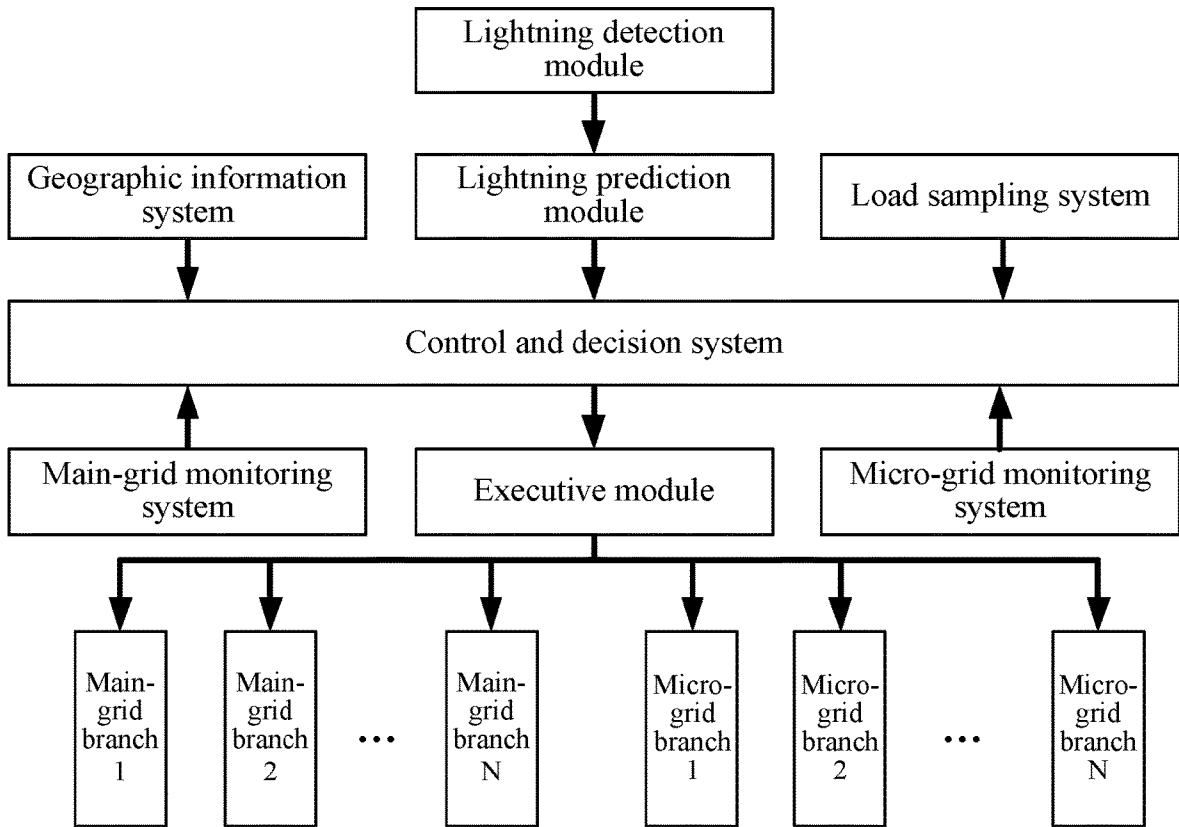 Lightning detection
module
Geographic information
system
Lightning prediction
module
Load sampling system
Control and decision system
Main-grid monitoring
system
Executive module
Micro-grid monitoring
system
Main-
grid
branch
1
Main-
grid
branch
2
...
Main-
grid
branch
N
Micro-
grid
branch
1
Micro-
grid
branch
2
...
Micro-
grid
branch
N